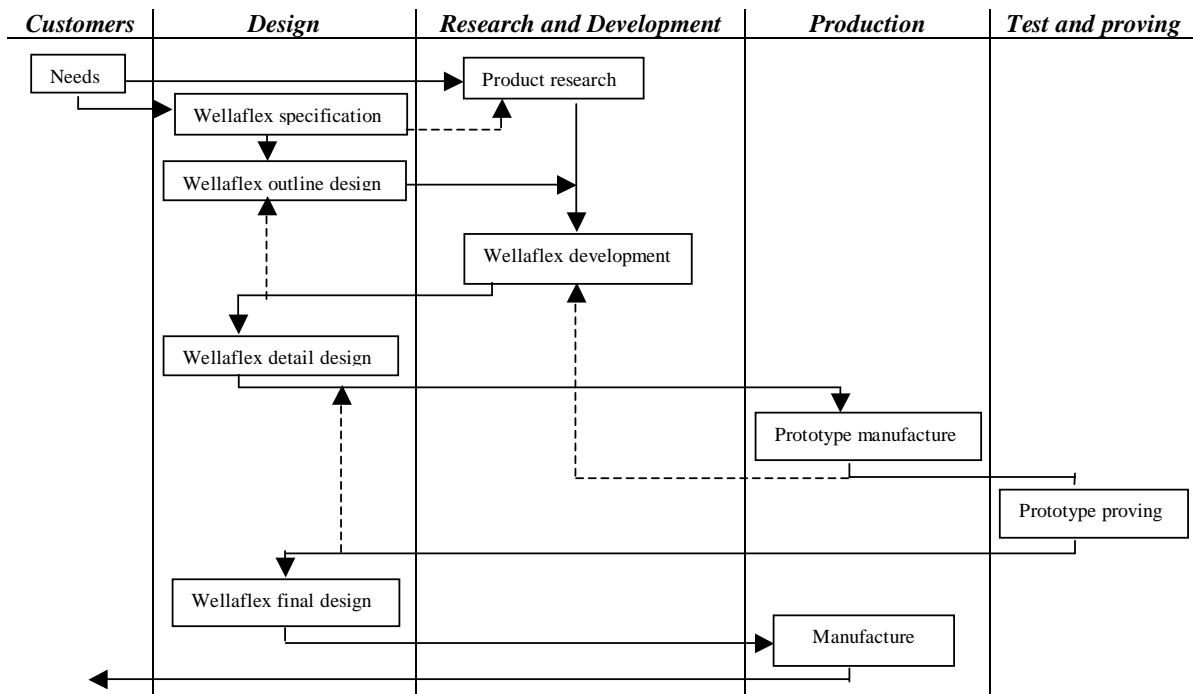 Customers
Design
Research and Development
Production
Test and proving
Needs
Product research
Wellaflex specification
Wellaflex outline design
Wellaflex development
Wellaflex detail design
Prototype manufacture
Prototype proving
Wellaflex final design
Manufacture